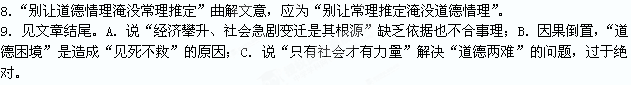 8. “别让道德情理淹没常理推定”曲解文意，应为“别让常理推定淹没道德情理”。
9. 见文章结尾。A. 说“经济攀升、社会急剧变迁是其根源”缺乏依据也不合事理；B. 因果倒置，“道
德困境”是造成“见死不救”的原因；C. 说“只有社会才有力量”解决“道德两难”的问题，过于绝
对。